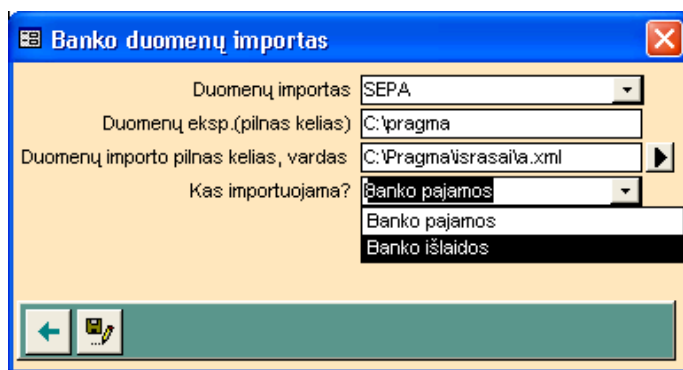 Banko duomenų importas
Duomenų importas SEPA
Duomenų eksp.(pilnas kelias) C:\pragma
Duomenų importo pilnas kelias, vardas C:\Pragma\israsai\a.xml
Kas importuojama? Banko pajamos
Banko pajamos
Banko išlaidos